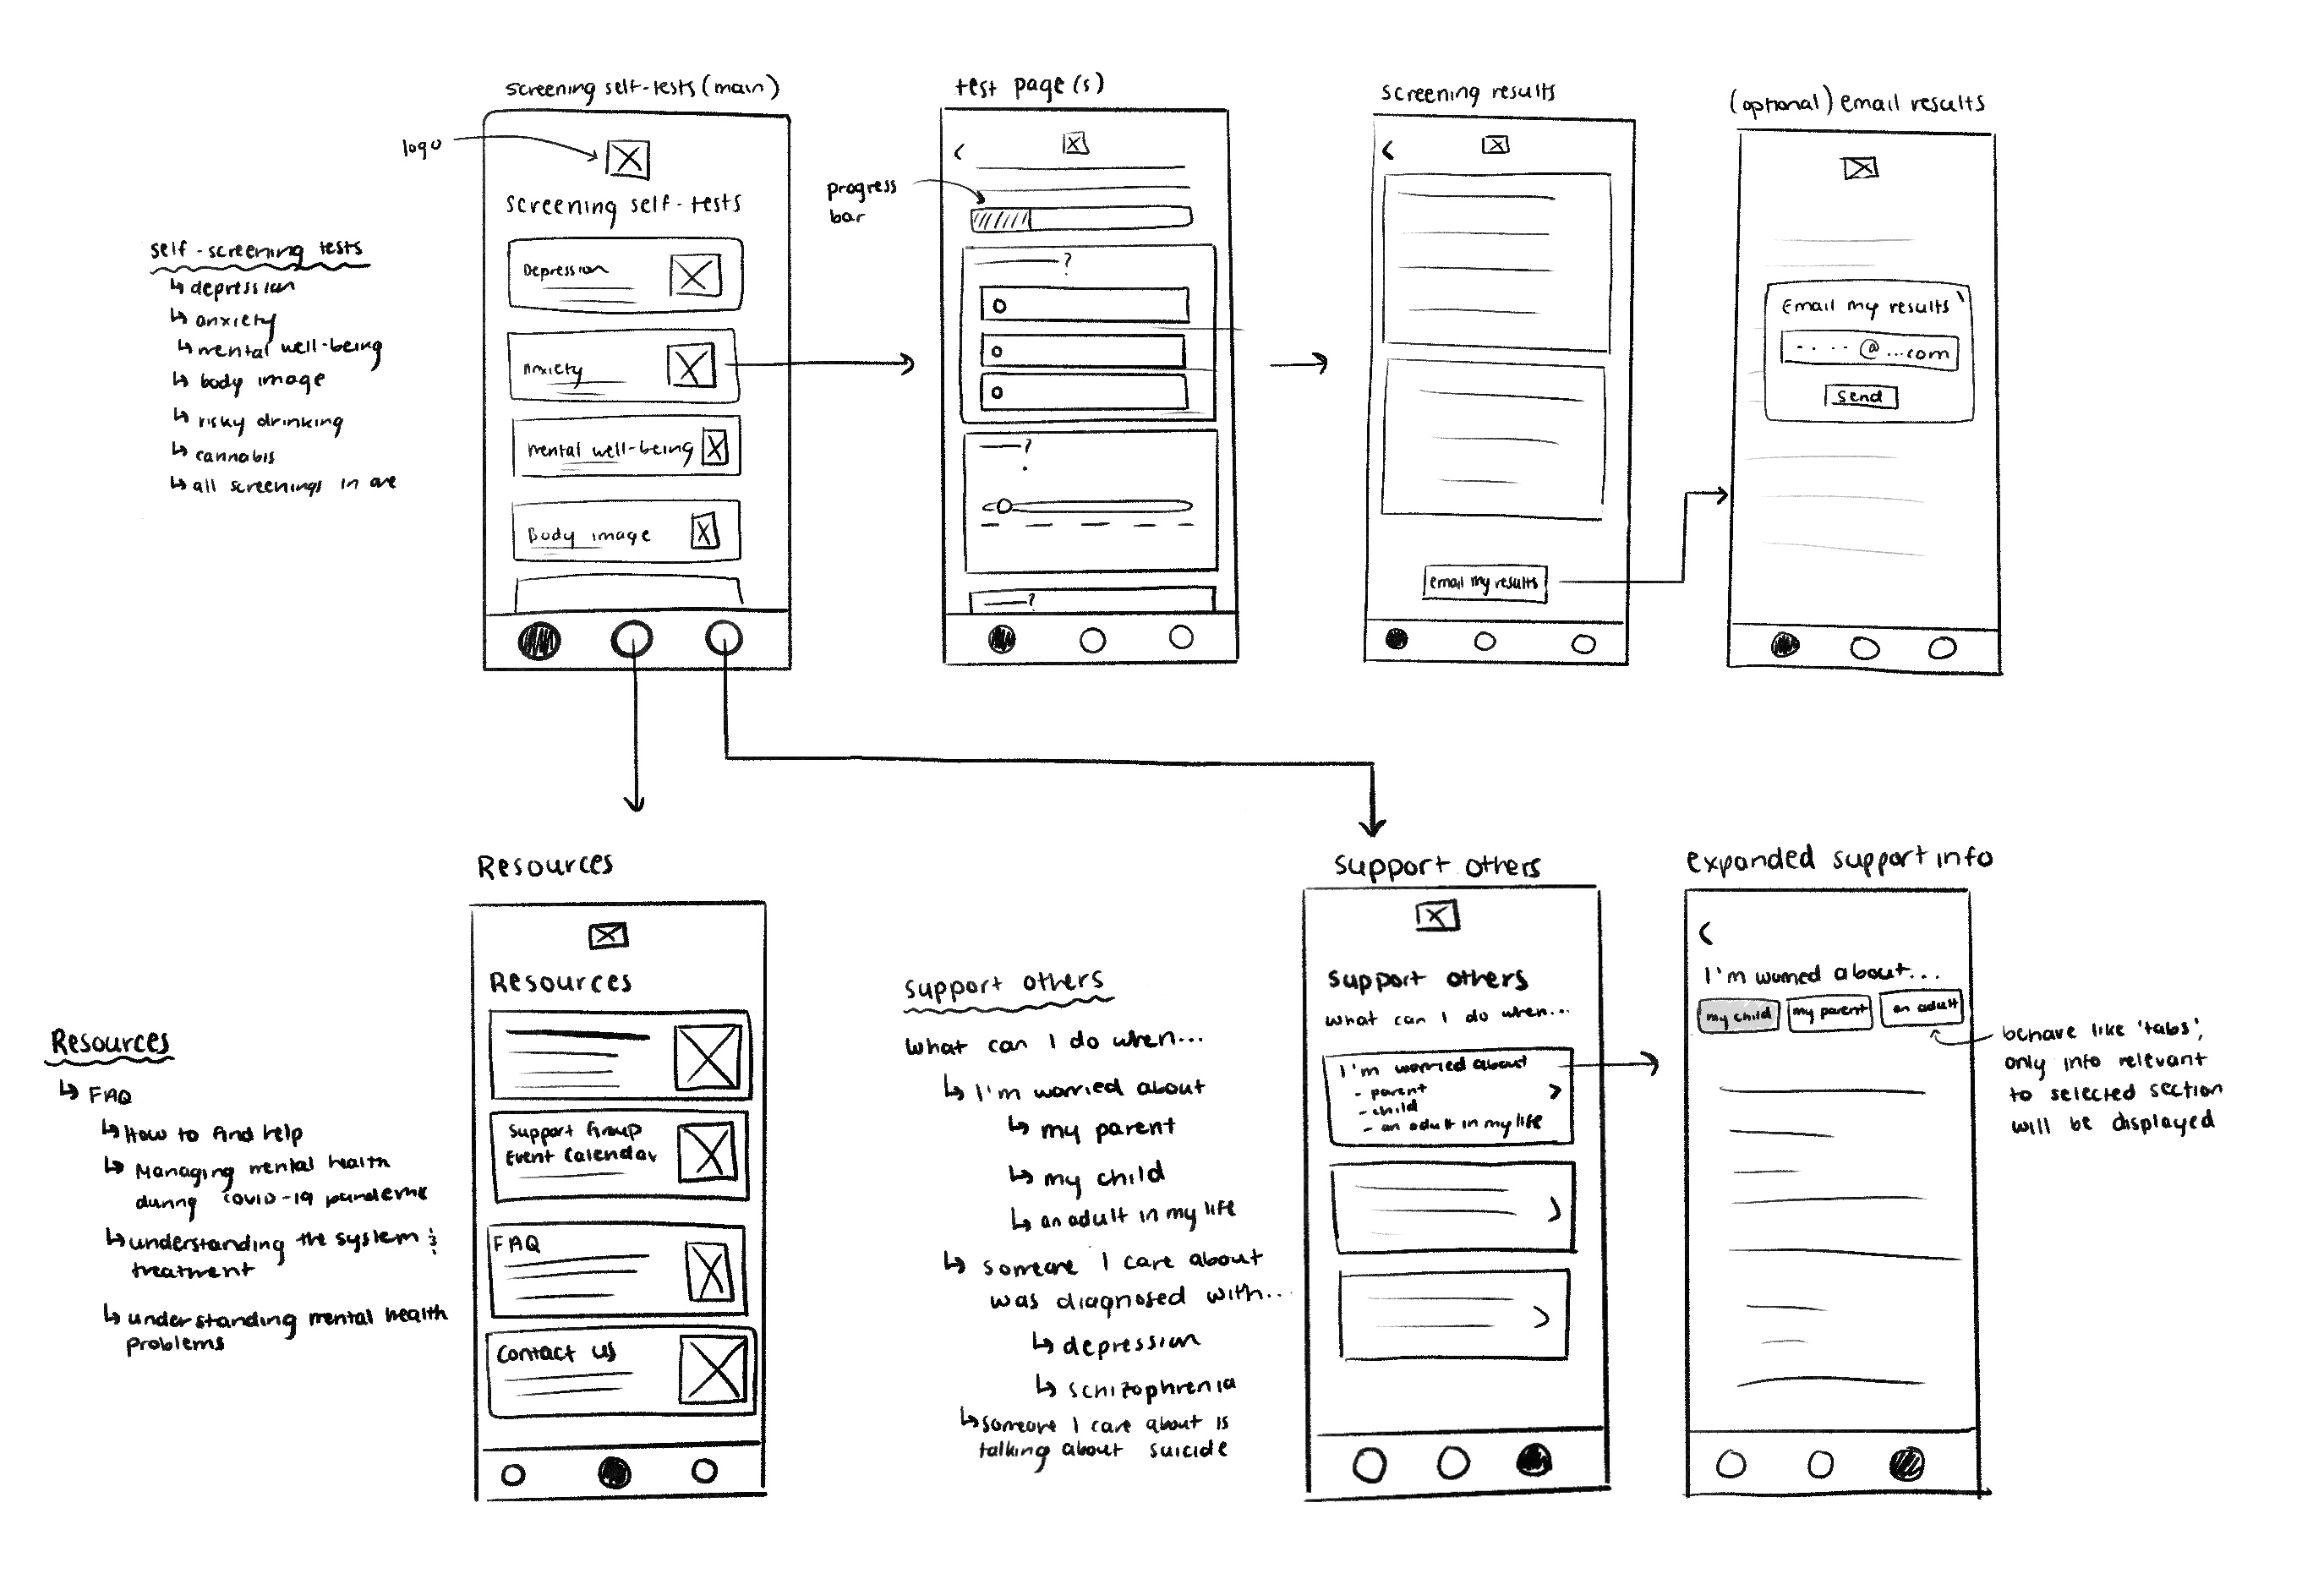 screening self-tests (main)
logo
screening self-tests
Depression
Anxiety
mental well-being
Body image
self-screening tests
↳ depression
↳ anxiety
↳ mental well-being
↳ body image
↳ risky drinking
↳ cannabis
↳ all screenings in one
test page(s)
<
progress
bar
?
?
?
screening results
<
email my results
(optional) email results
Email my results
....@...com
Send
Resources
Resources
Support Group
Event Calendar
FAQ
Contact us
Resources
↳ FAQ
↳ How to find help
↳ Managing mental health
during covid-19 pandemic
↳ understanding the system &
treatment
↳ understanding mental health
problems
support others
What can I do when...
↳ I'm worried about
↳ my parent
↳ my child
↳ an adult in my life
↳ someone I care about
was diagnosed with...
↳ depression
↳ schizophrenia
↳ someone I care about is
talking about suicide
support others
support others
what can I do when...
I'm worried about
- parent
- child
- an adult in my life
>
>
>
expanded support info
<
I'm worried about...
my child my parent an adult
behave like 'tabs',
only info relevant
to selected section
will be displayed